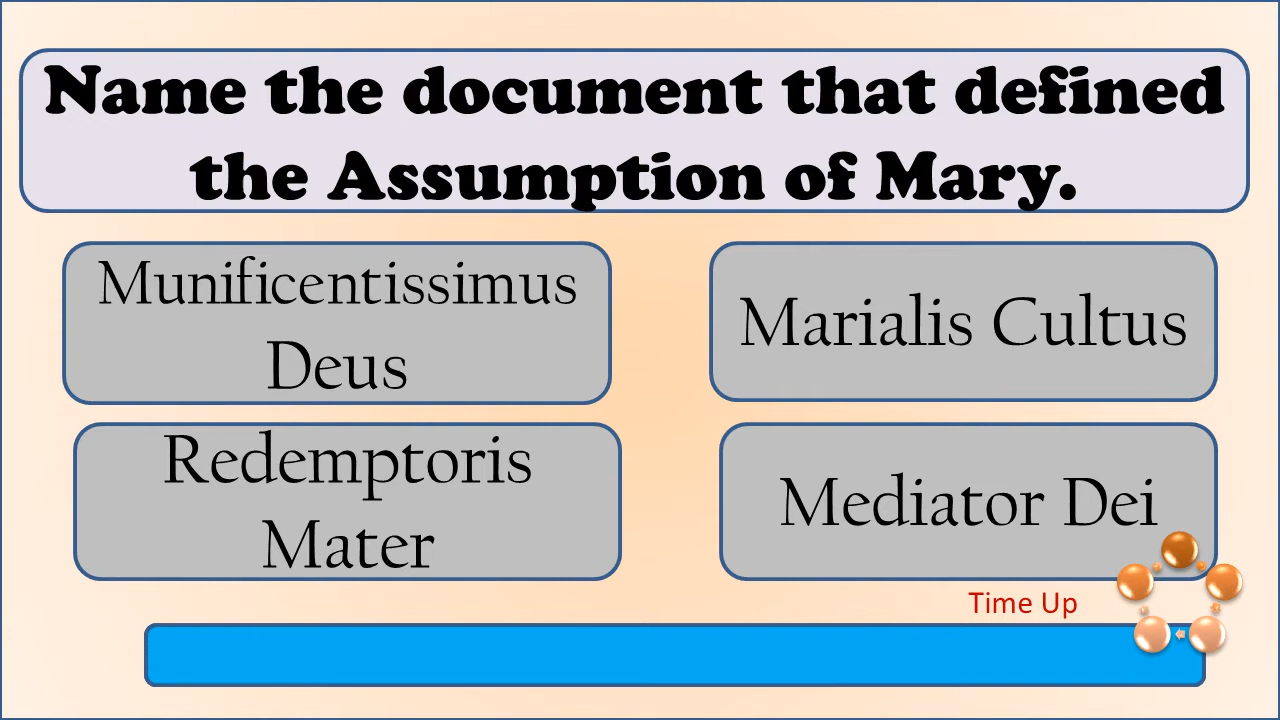 Name the document that defined
the Assumption of Mary.
Munificentissimus
Deus
Marialis Cultus
Redemptoris
Mater
Mediator Dei
Time Up